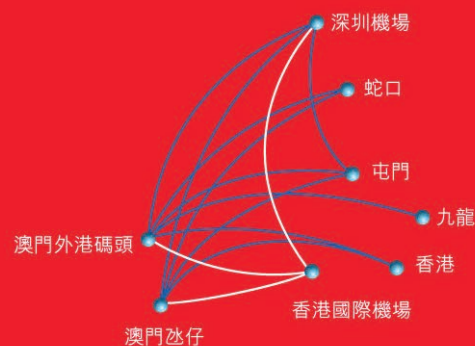 深圳機場
蛇口
屯門
九龍
澳門外港碼頭
香港
香港國際機場
澳門氹仔